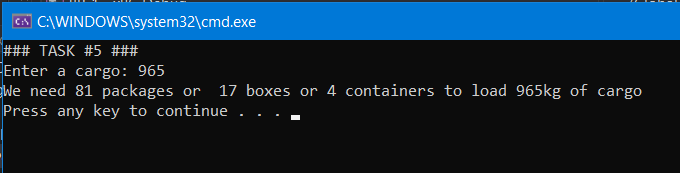 C:\WINDOWS\system32\cmd.exe
### TASK #5 ###
Enter a cargo: 965
We need 81 packages or  17 boxes or 4 containers to load 965kg of cargo
Press any key to continue . . .